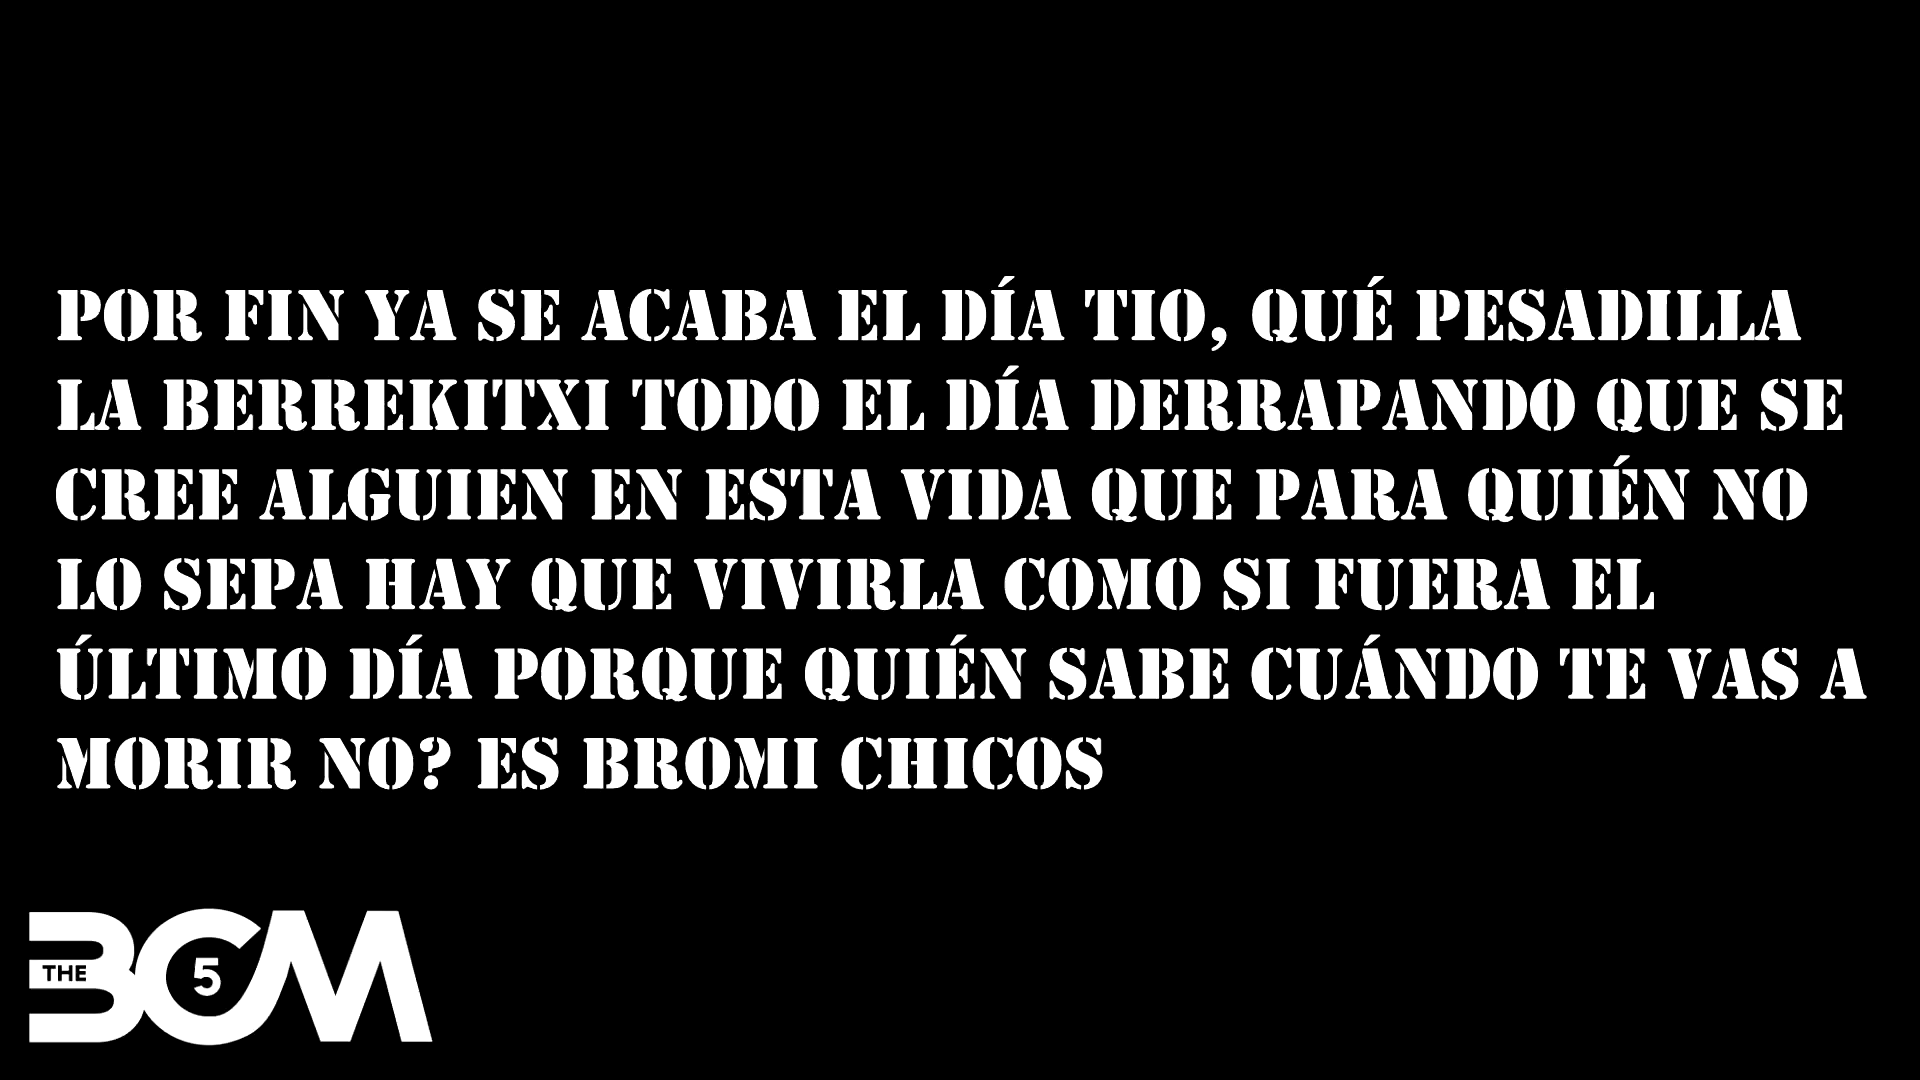 POR FIN YA SE ACABA EL DÍA TIO, QUÉ PESADILLA
LA BERREKITXI TODO EL DÍA DERRAPANDO QUE SE
CREE ALGUIEN EN ESTA VIDA QUE PARA QUIÉN NO
LO SEPA HAY QUE VIVIRLA COMO SI FUERA EL
ÚLTIMO DÍA PORQUE QUIÉN SABE CUÁNDO TE VAS A
MORIR NO? ES BROMI CHICOS
THE BCM 5